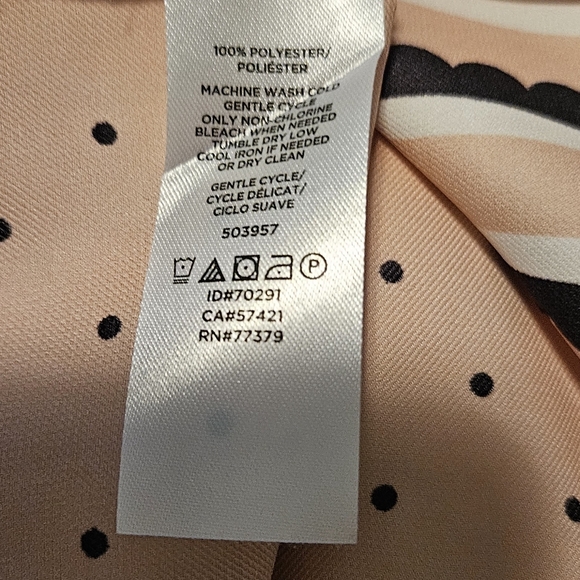 100% POLYESTER/
POLIÉSTER
MACHINE WASH COLD
GENTLE CYCLE
ONLY NON-CHLORINE
BLEACH WHEN NEEDED
TUMBLE DRY LOW
COOL IRON IF NEEDED
OR DRY CLEAN
GENTLE CYCLE/
CYCLE DÉLICAT/
CICLO SUAVE
503957
P
ID#70291
CA#57421
RN#77379